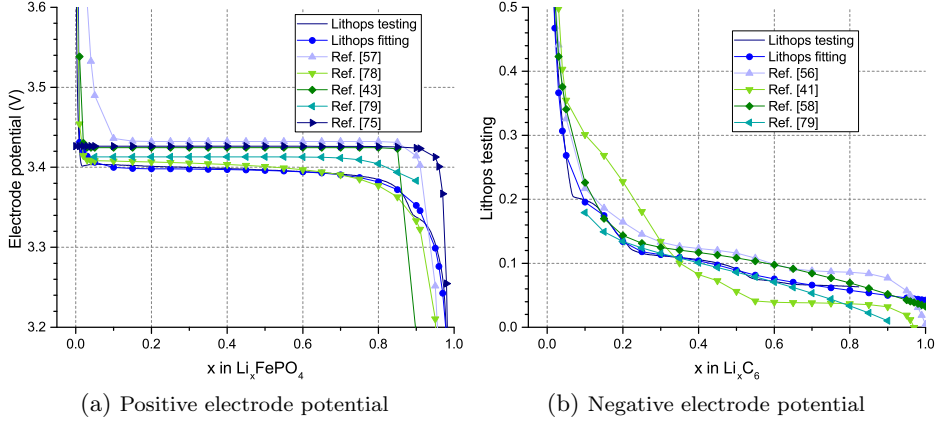 3.6
3.5
3.4
3.3
3.2
Electrode potential (V)
0.0 0.2 0.4 0.6 0.8 1.0
x in LiₓFePO₄
Lithops testing
Lithops fitting
Ref. [57]
Ref. [78]
Ref. [43]
Ref. [79]
Ref. [75]
(a) Positive electrode potential
0.5
0.4
0.3
0.2
0.1
0.0
Lithops testing
0.0 0.2 0.4 0.6 0.8 1.0
x in LiₓC₆
Lithops testing
Lithops fitting
Ref. [56]
Ref. [41]
Ref. [58]
Ref. [79]
(b) Negative electrode potential